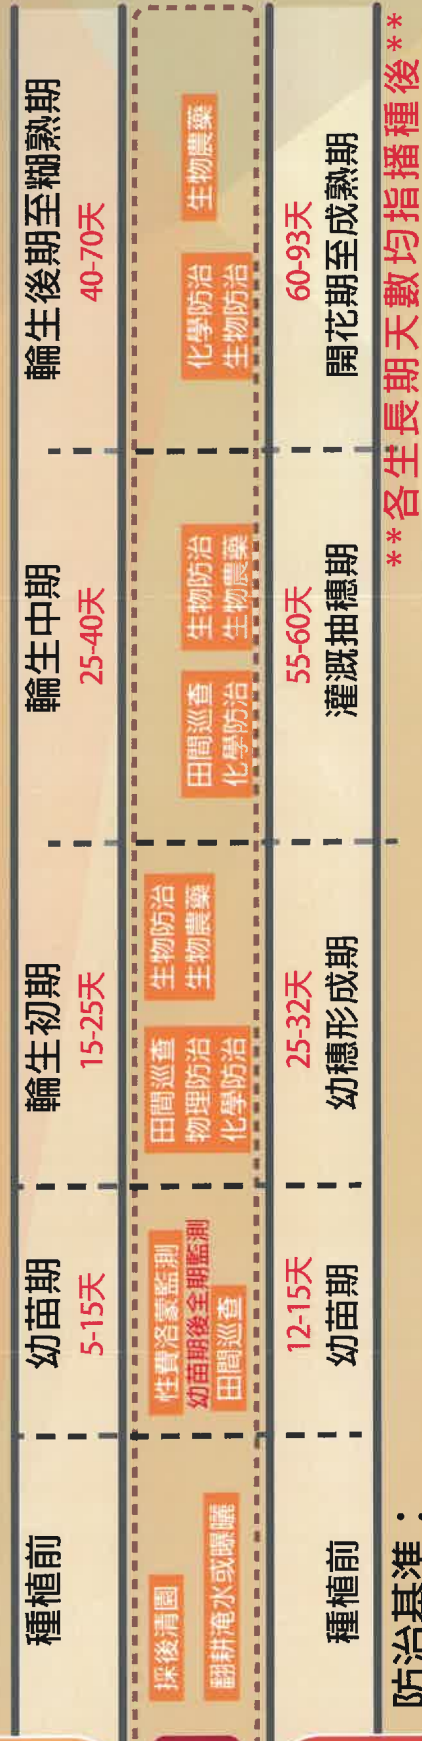 種植前
幼苗期
5-15天
輪生初期
15-25天
輪生中期
25-40天
輪生後期至糊熟期
40-70天
採後清園
翻耕淹水或曝曬
性費洛蒙監測
幼苗期後全期監測
田間巡查
田間巡查
物理防治
化學防治
生物防治
生物農藥
田間巡查
化學防治
生物防治
生物農藥
化學防治
生物防治
生物農藥
種植前
12-15天
幼苗期
25-32天
幼穗形成期
55-60天
灌溉抽穗期
60-93天
開花期至成熟期
**各生長期天數均指播種後**
防治基準：